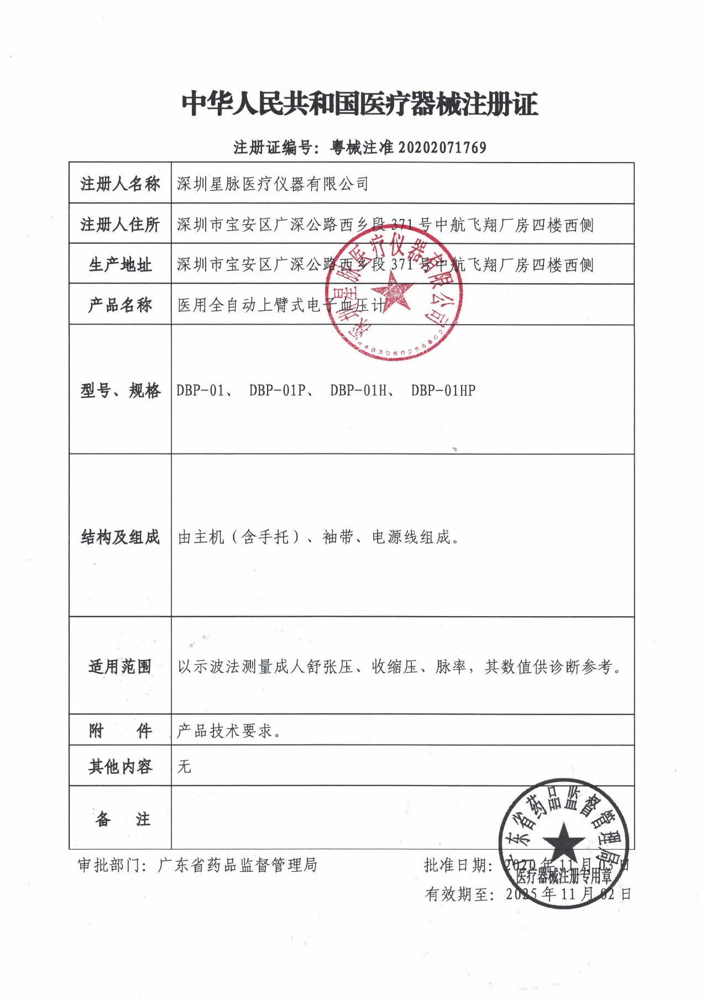 中华人民共和国医疗器械注册证
注册证编号：粤械注准20202071769
注册人名称 深圳星脉医疗仪器有限公司
注册人住所 深圳市宝安区广深公路西乡段371号中航飞翔厂房四楼西侧
生产地址 深圳市宝安区广深公路西乡段371号中航飞翔厂房四楼西侧
产品名称 医用全自动上臂式电子血压计
深圳星脉医疗仪器有限公司
4403060256602
型号、规格 DBP-01、 DBP-01P、 DBP-01H、 DBP-01HP
结构及组成 由主机（含手托）、袖带、电源线组成。
适用范围 以示波法测量成人舒张压、收缩压、脉率，其数值供诊断参考。
附 件 产品技术要求。
其他内容 无
备 注
广东省药品监督管理局
医疗器械注册专用章
审批部门：广东省药品监督管理局 批准日期：2020年11月03日
有效期至：2025年11月02日